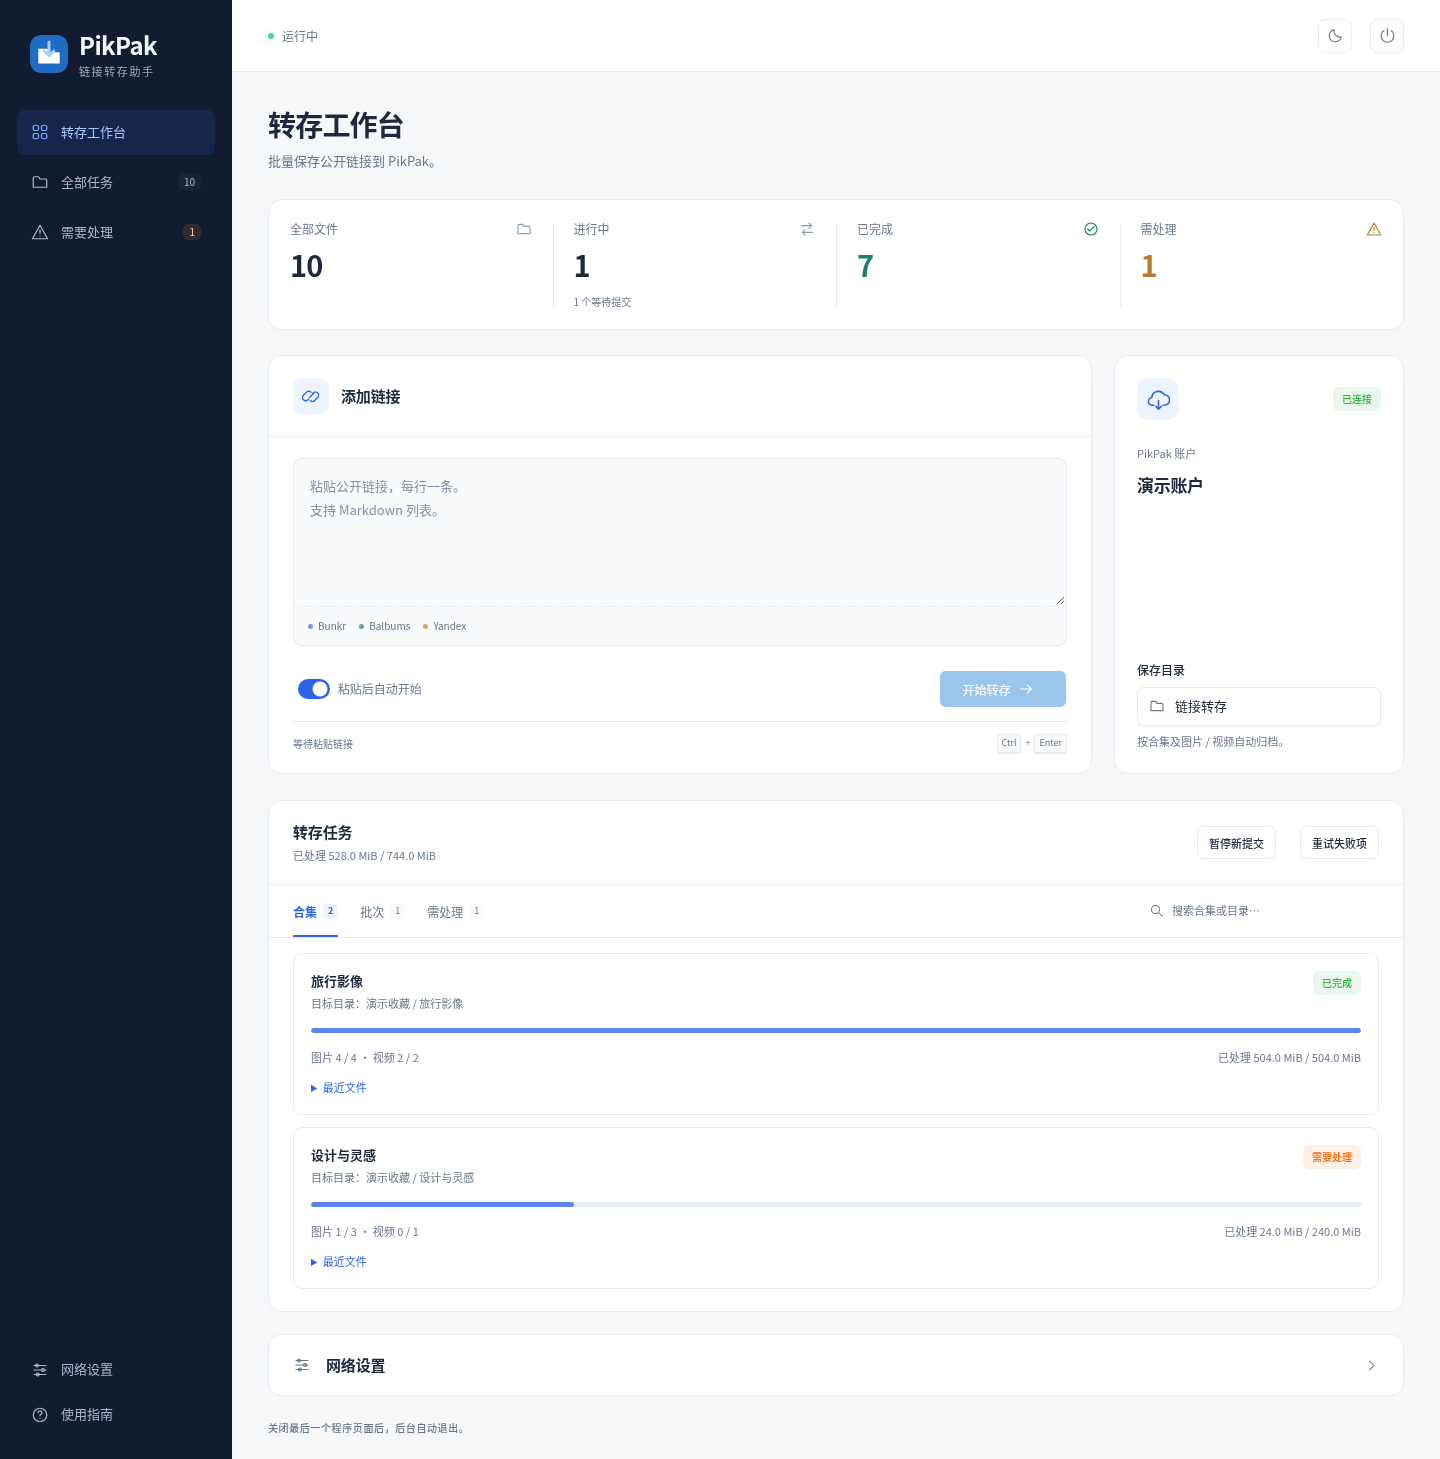 PikPak
链接转存助手
转存工作台
全部任务 10
需要处理 1
网络设置
使用指南
运行中
转存工作台
批量保存公开链接到 PikPak。
全部文件
10
进行中
1
1 个等待提交
已完成
7
需处理
1
添加链接
粘贴公开链接，每行一条。
支持 Markdown 列表。
Bunkr Balbums Yandex
粘贴后自动开始
开始转存
等待粘贴链接
Ctrl + Enter
已连接
PikPak 账户
演示账户
保存目录
链接转存
按合集及图片 / 视频自动归档。
转存任务
已处理 528.0 MiB / 744.0 MiB
暂停新提交 重试失败项
合集 2 批次 1 需处理 1
搜索合集或目录…
旅行影像
已完成
目标目录：演示收藏 / 旅行影像
图片 4 / 4 · 视频 2 / 2
已处理 504.0 MiB / 504.0 MiB
最近文件
设计与灵感
需要处理
目标目录：演示收藏 / 设计与灵感
图片 1 / 3 · 视频 0 / 1
已处理 24.0 MiB / 240.0 MiB
最近文件
网络设置
关闭最后一个程序页面后，后台自动退出。